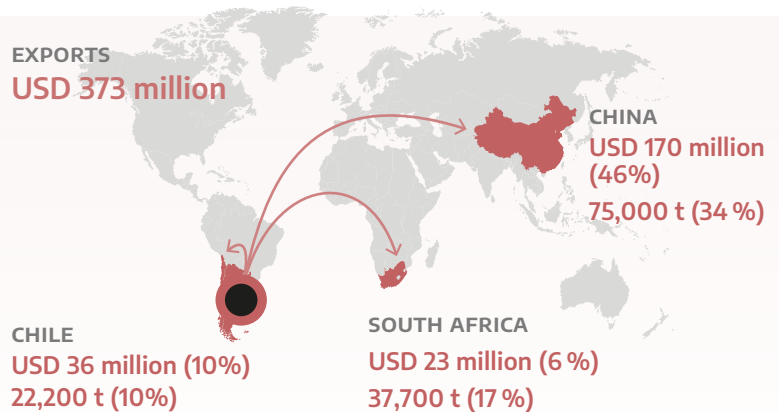 EXPORTS
USD 373 million
CHINA
USD 170 million
(46%)
75,000 t (34 %)
CHILE
USD 36 million (10%)
22,200 t (10%)
SOUTH AFRICA
USD 23 million (6 %)
37,700 t (17 %)